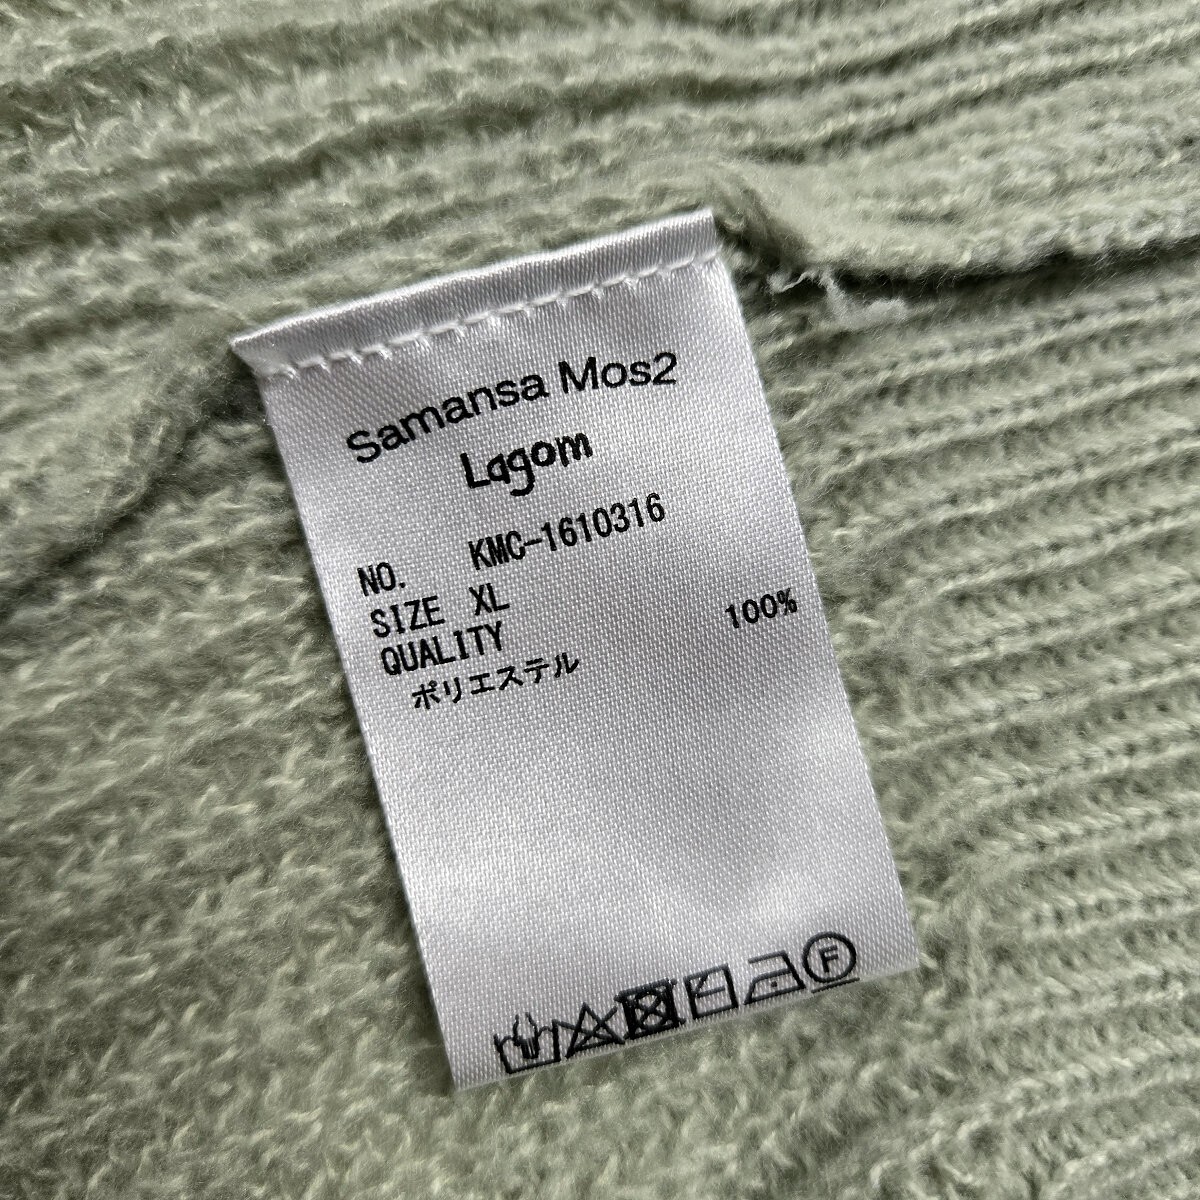 Samansa Mos2
Lagom
NO. KMC-1610316
SIZE XL
QUALITY
ポリエステル 100%
F